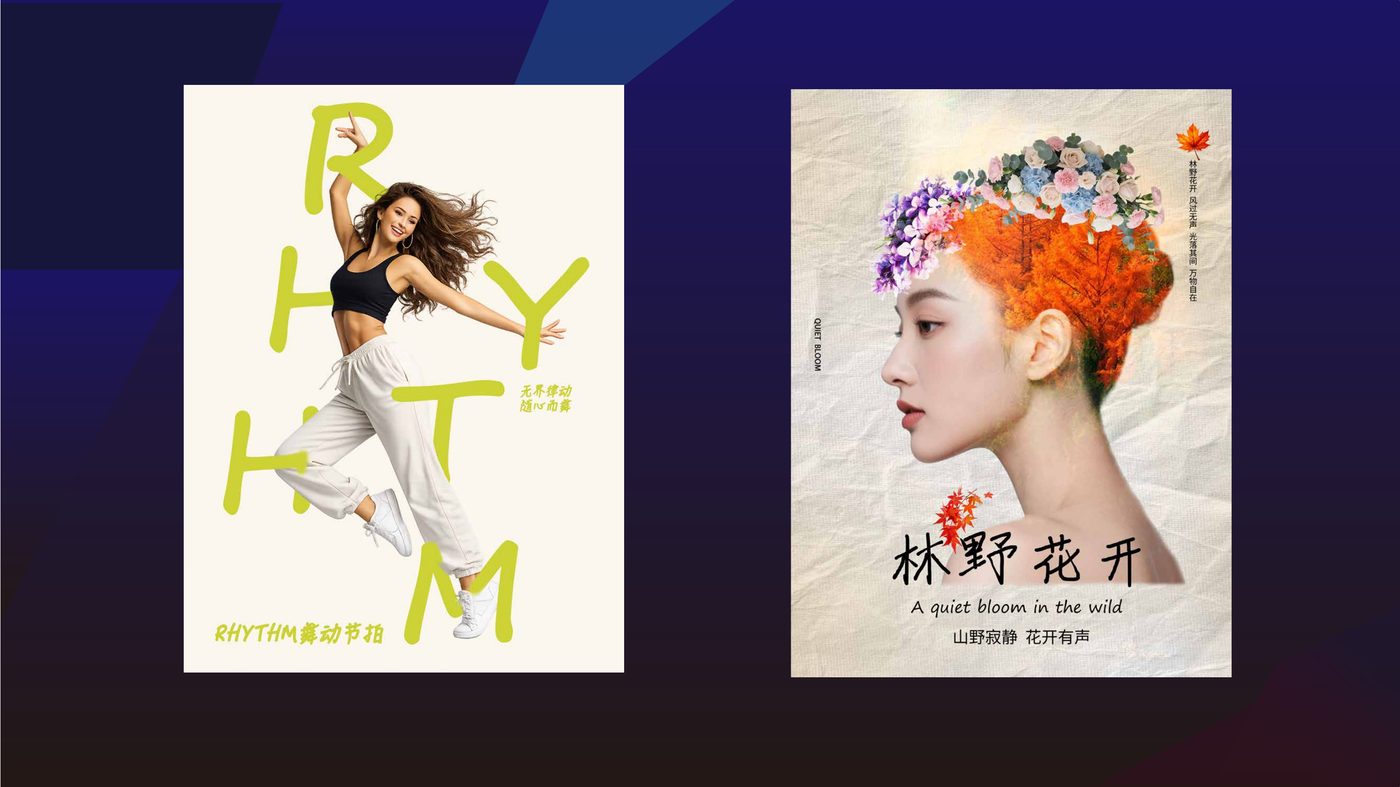 R
H
Y
H
T
M
无界律动
随心而舞
RHYTHM舞动节拍
林野花开 风过无声 光落其间 万物自在
QUIET BLOOM
林野花开
A quiet bloom in the wild
山野寂静 花开有声